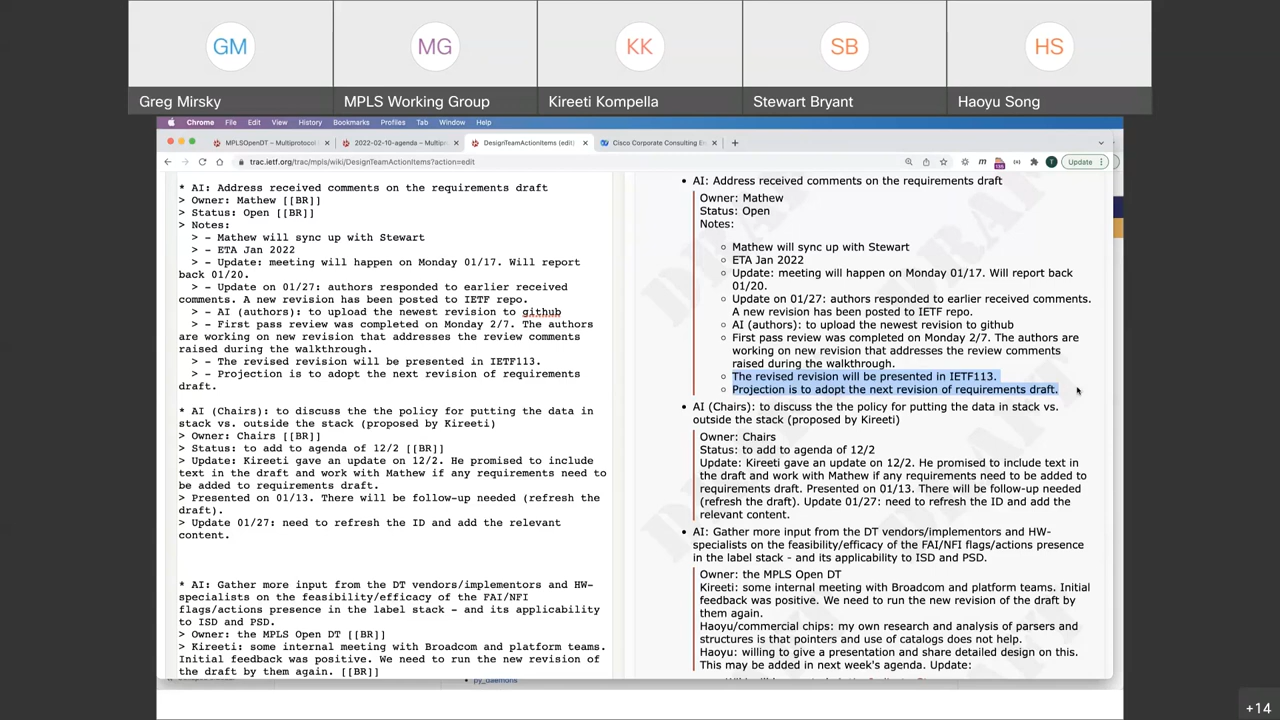 GM
MG
KK
SB
HS
Greg Mirsky
MPLS Working Group
Kireeti Kompella
Stewart Bryant
Haoyu Song
Chrome File Edit View History Bookmarks Profiles Tab Window Help
MPLSOpenDT – Multiprotocol
2022-02-10-agenda – Multipr
DesignTeamActionItems (edit)
Cisco Corporate Consulting E
trac.ietf.org/trac/mpls/wiki/DesignTeamActionItems?action=edit
Update
* AI: Address received comments on the requirements draft
> Owner: Mathew [[BR]]
> Status: Open [[BR]]
> Notes:
> - Mathew will sync up with Stewart
> - ETA Jan 2022
> - Update: meeting will happen on Monday 01/17. Will report
back 01/20.
> - Update on 01/27: authors responded to earlier received
comments. A new revision has been posted to IETF repo.
> - AI (authors): to upload the newest revision to github
> - First pass review was completed on Monday 2/7. The authors
are working on new revision that addresses the review comments
raised during the walkthrough.
> - The revised revision will be presented in IETF113.
> - Projection is to adopt the next revision of requirements
draft.
* AI (Chairs): to discuss the the policy for putting the data in
stack vs. outside the stack (proposed by Kireeti)
> Owner: Chairs [[BR]]
> Status: to add to agenda of 12/2 [[BR]]
> Update: Kireeti gave an update on 12/2. He promised to include
text in the draft and work with Mathew if any requirements need to
be added to requirements draft.
> Presented on 01/13. There will be follow-up needed (refresh the
draft).
> Update 01/27: need to refresh the ID and add the relevant
content.
* AI: Gather more input from the DT vendors/implementors and HW-
specialists on the feasibility/efficacy of the FAI/NFI
flags/actions presence in the label stack - and its applicability
to ISD and PSD.
> Owner: the MPLS Open DT [[BR]]
> Kireeti: some internal meeting with Broadcom and platform teams.
Initial feedback was positive. We need to run the new revision of
the draft by them again. [[BR]]
AI: Address received comments on the requirements draft
Owner: Mathew
Status: Open
Notes:
Mathew will sync up with Stewart
ETA Jan 2022
Update: meeting will happen on Monday 01/17. Will report back
01/20.
Update on 01/27: authors responded to earlier received comments.
A new revision has been posted to IETF repo.
AI (authors): to upload the newest revision to github
First pass review was completed on Monday 2/7. The authors are
working on new revision that addresses the review comments
raised during the walkthrough.
The revised revision will be presented in IETF113.
Projection is to adopt the next revision of requirements draft.
AI (Chairs): to discuss the the policy for putting the data in stack vs.
outside the stack (proposed by Kireeti)
Owner: Chairs
Status: to add to agenda of 12/2
Update: Kireeti gave an update on 12/2. He promised to include text in
the draft and work with Mathew if any requirements need to be added to
requirements draft. Presented on 01/13. There will be follow-up needed
(refresh the draft). Update 01/27: need to refresh the ID and add the
relevant content.
AI: Gather more input from the DT vendors/implementors and HW-
specialists on the feasibility/efficacy of the FAI/NFI flags/actions presence
in the label stack - and its applicability to ISD and PSD.
Owner: the MPLS Open DT
Kireeti: some internal meeting with Broadcom and platform teams. Initial
feedback was positive. We need to run the new revision of the draft by
them again.
Haoyu/commercial chips: my own research and analysis of parsers and
structures is that pointers and use of catalogs does not help.
Haoyu: willing to give a presentation and share detailed design on this.
This may be added in next week's agenda. Update:
py_daemons
+14